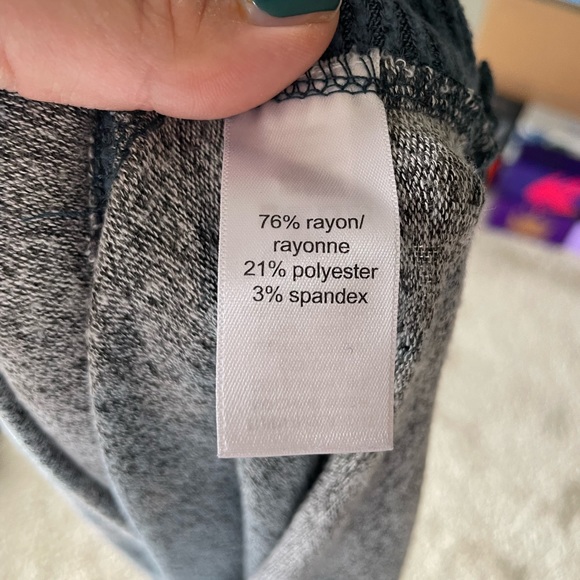 76% rayon/
rayonne
21% polyester
3% spandex